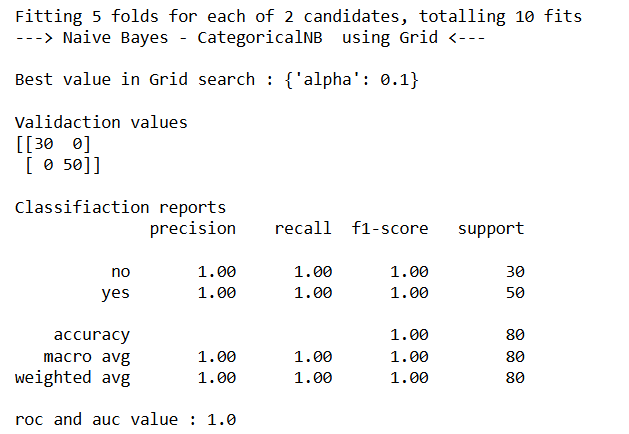 Fitting 5 folds for each of 2 candidates, totalling 10 fits
---> Naive Bayes - CategoricalNB  using Grid <---
Best value in Grid search : {'alpha': 0.1}
Validaction values
[[30  0]
 [ 0 50]]
Classifiaction reports
              precision    recall  f1-score   support
          no       1.00      1.00      1.00        30
         yes       1.00      1.00      1.00        50
    accuracy                           1.00        80
   macro avg       1.00      1.00      1.00        80
weighted avg       1.00      1.00      1.00        80
roc and auc value : 1.0